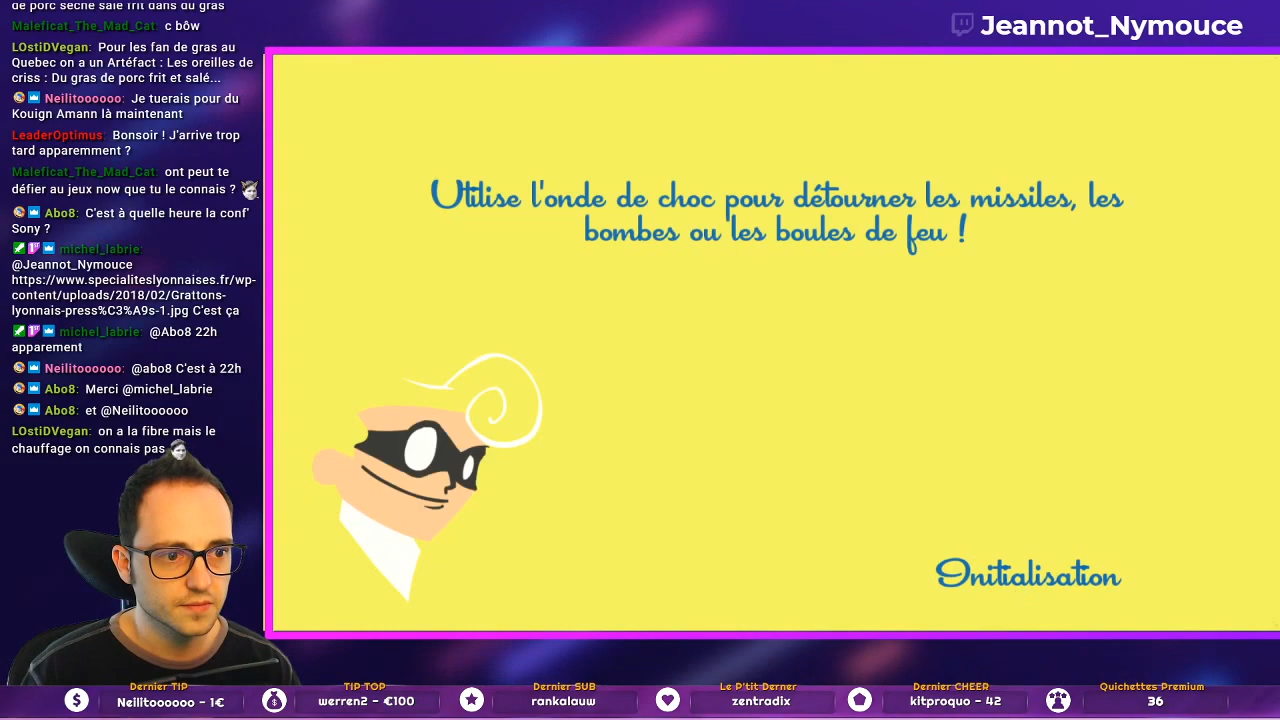 de porc séché salé frit dans du gras
Maleficat_The_Mad_Cat: c bôw
LOstiDVegan: Pour les fan de gras au
Quebec on a un Artéfact : Les oreilles de
criss : Du gras de porc frit et salé...
Neilitoooooo: Je tuerais pour du
Kouign Amann là maintenant
LeaderOptimus: Bonsoir ! J'arrive trop
tard apparemment ?
Maleficat_The_Mad_Cat: ont peut te
défier au jeux now que tu le connais ?
Abo8: C'est à quelle heure la conf'
Sony ?
michel_labrie:
@Jeannot_Nymouce
https://www.specialiteslyonnaises.fr/wp-
content/uploads/2018/02/Grattons-
lyonnais-press%C3%A9s-1.jpg C'est ça
michel_labrie: @Abo8 22h
apparement
Neilitoooooo: @abo8 C'est à 22h
Abo8: Merci @michel_labrie
Abo8: et @Neilitoooooo
LOstiDVegan: on a la fibre mais le
chauffage on connais pas
Jeannot_Nymouce
Utilise l'onde de choc pour détourner les missiles, les
bombes ou les boules de feu !
Initialisation
Dernier TIP
Neilitoooooo - 1€
TIP TOP
werren2 - €100
Dernier SUB
rankalauw
Le P'tit Derner
zentradix
Dernier CHEER
kitproquo - 42
Quichettes Premium
36